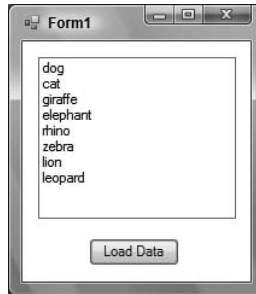 Form1
dog
cat
giraffe
elephant
rhino
zebra
lion
leopard
Load Data